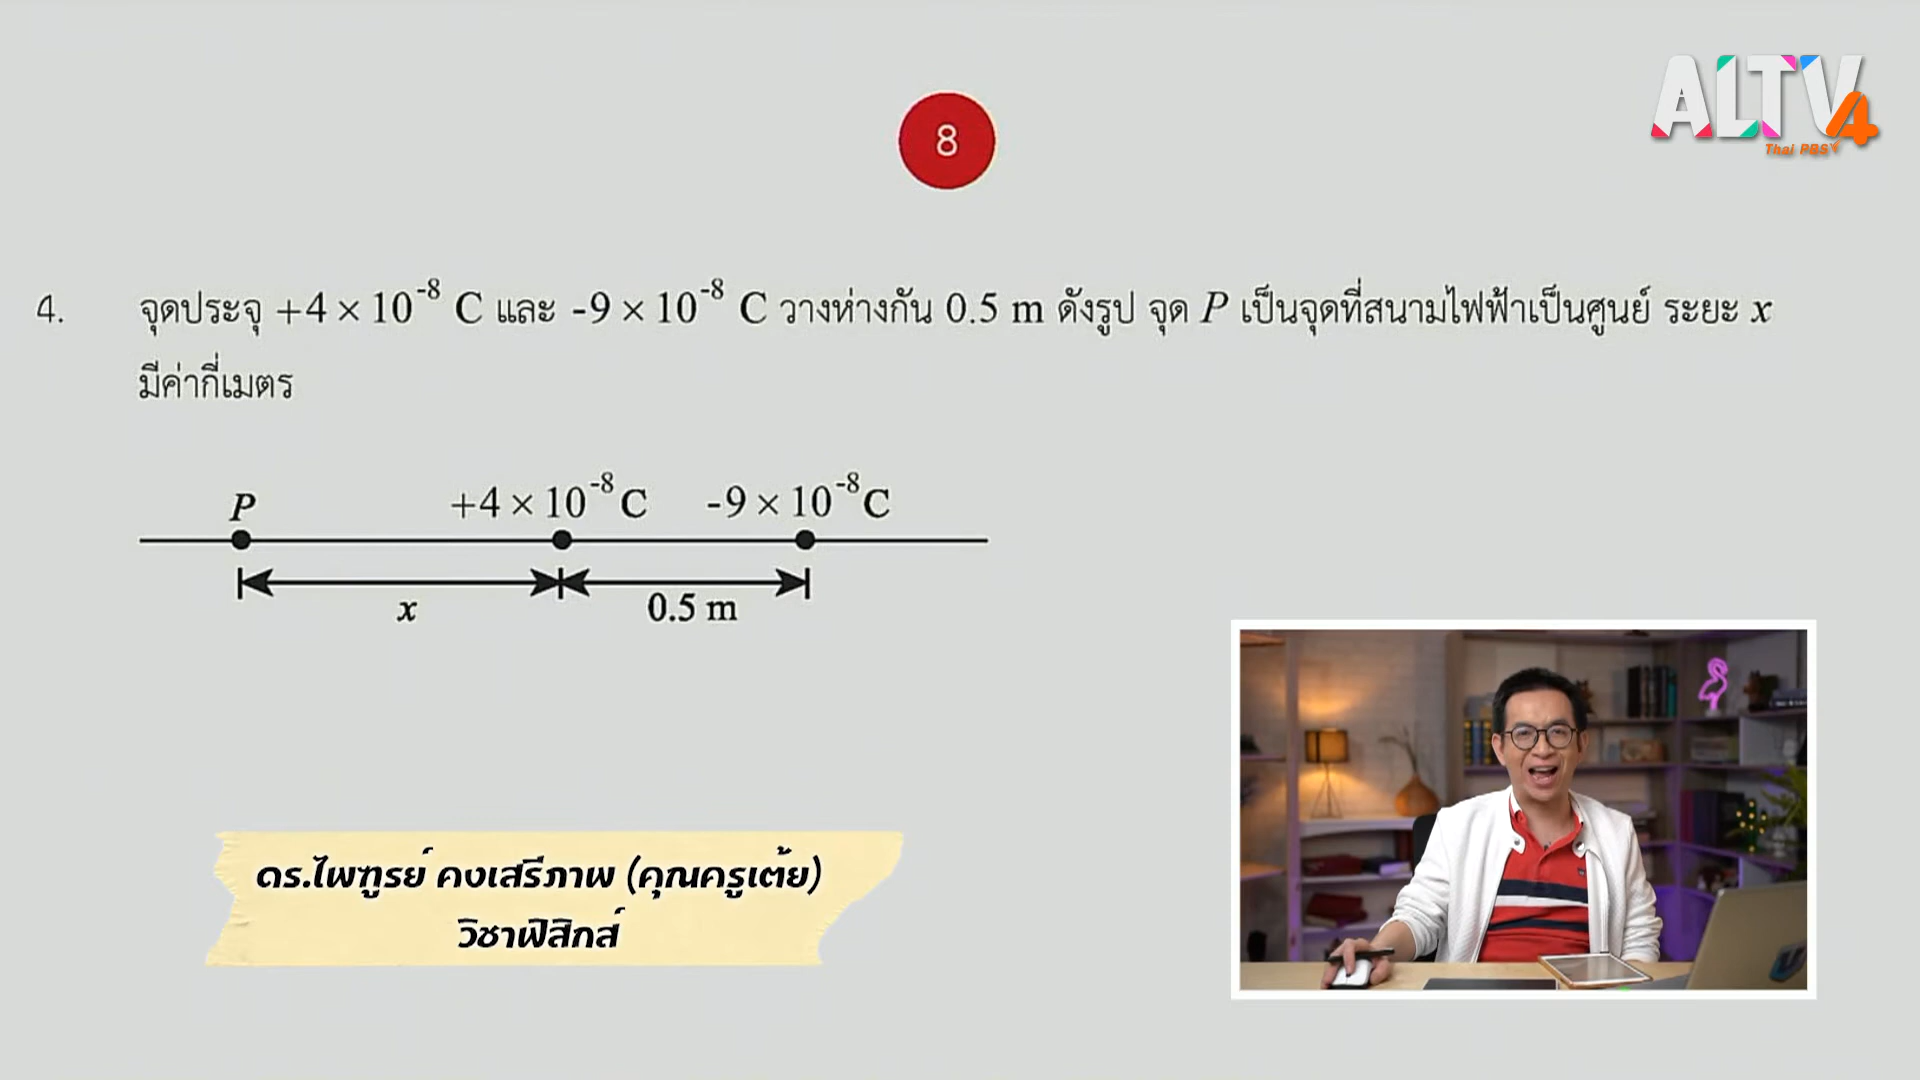 ALTV4
Thai PBS
8
4. จุดประจุ +4 × 10⁻⁸ C และ -9 × 10⁻⁸ C วางห่างกัน 0.5 m ดังรูป จุด P เป็นจุดที่สนามไฟฟ้าเป็นศูนย์ ระยะ x
มีค่ากี่เมตร
P +4 × 10⁻⁸ C -9 × 10⁻⁸ C
x 0.5 m
ดร.ไพฑูรย์ คงเสรีภาพ (คุณครูเต้ย)
วิชาฟิสิกส์